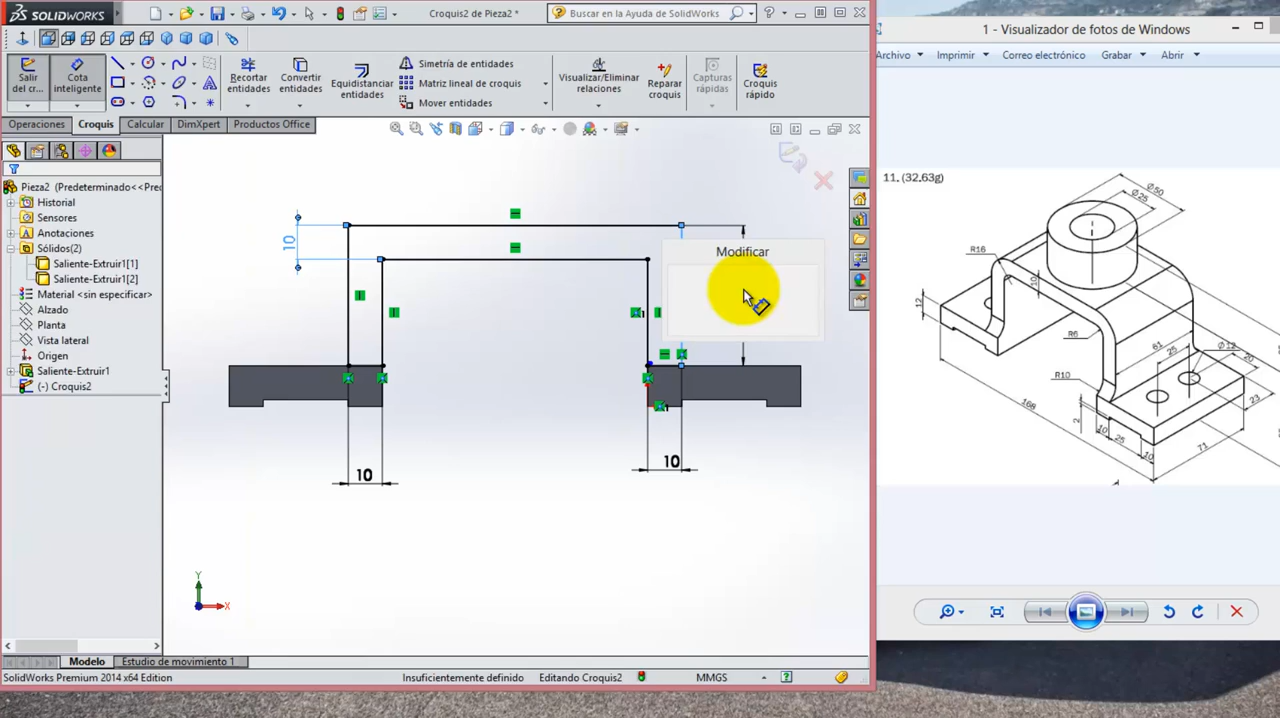 SOLIDWORKS
Croquis2 de Pieza2 *
Buscar en la Ayuda de SolidWorks
Salir del cr...
Cota inteligente
Recortar entidades
Convertir entidades
Equidistanciar entidades
Simetría de entidades
Matriz lineal de croquis
Mover entidades
Visualizar/Eliminar relaciones
Reparar croquis
Capturas rápidas
Croquis rápido
Operaciones
Croquis
Calcular
DimXpert
Productos Office
Pieza2 (Predeterminado<<Prec
Historial
Sensores
Anotaciones
Sólidos(2)
Saliente-Extruir1[1]
Saliente-Extruir1[2]
Material <sin especificar>
Alzado
Planta
Vista lateral
Origen
Saliente-Extruir1
(-) Croquis2
10
Modificar
10
10
Y
X
Modelo
Estudio de movimiento 1
SolidWorks Premium 2014 x64 Edition
Insuficientemente definido
Editando Croquis2
MMGS
1 - Visualizador de fotos de Windows
Archivo
Imprimir
Correo electrónico
Grabar
Abrir
11. (32.63g)
Ø50
Ø25
R16
10
12
R6
61
25
Ø12
20
R10
23
168
2
10
25
10
71